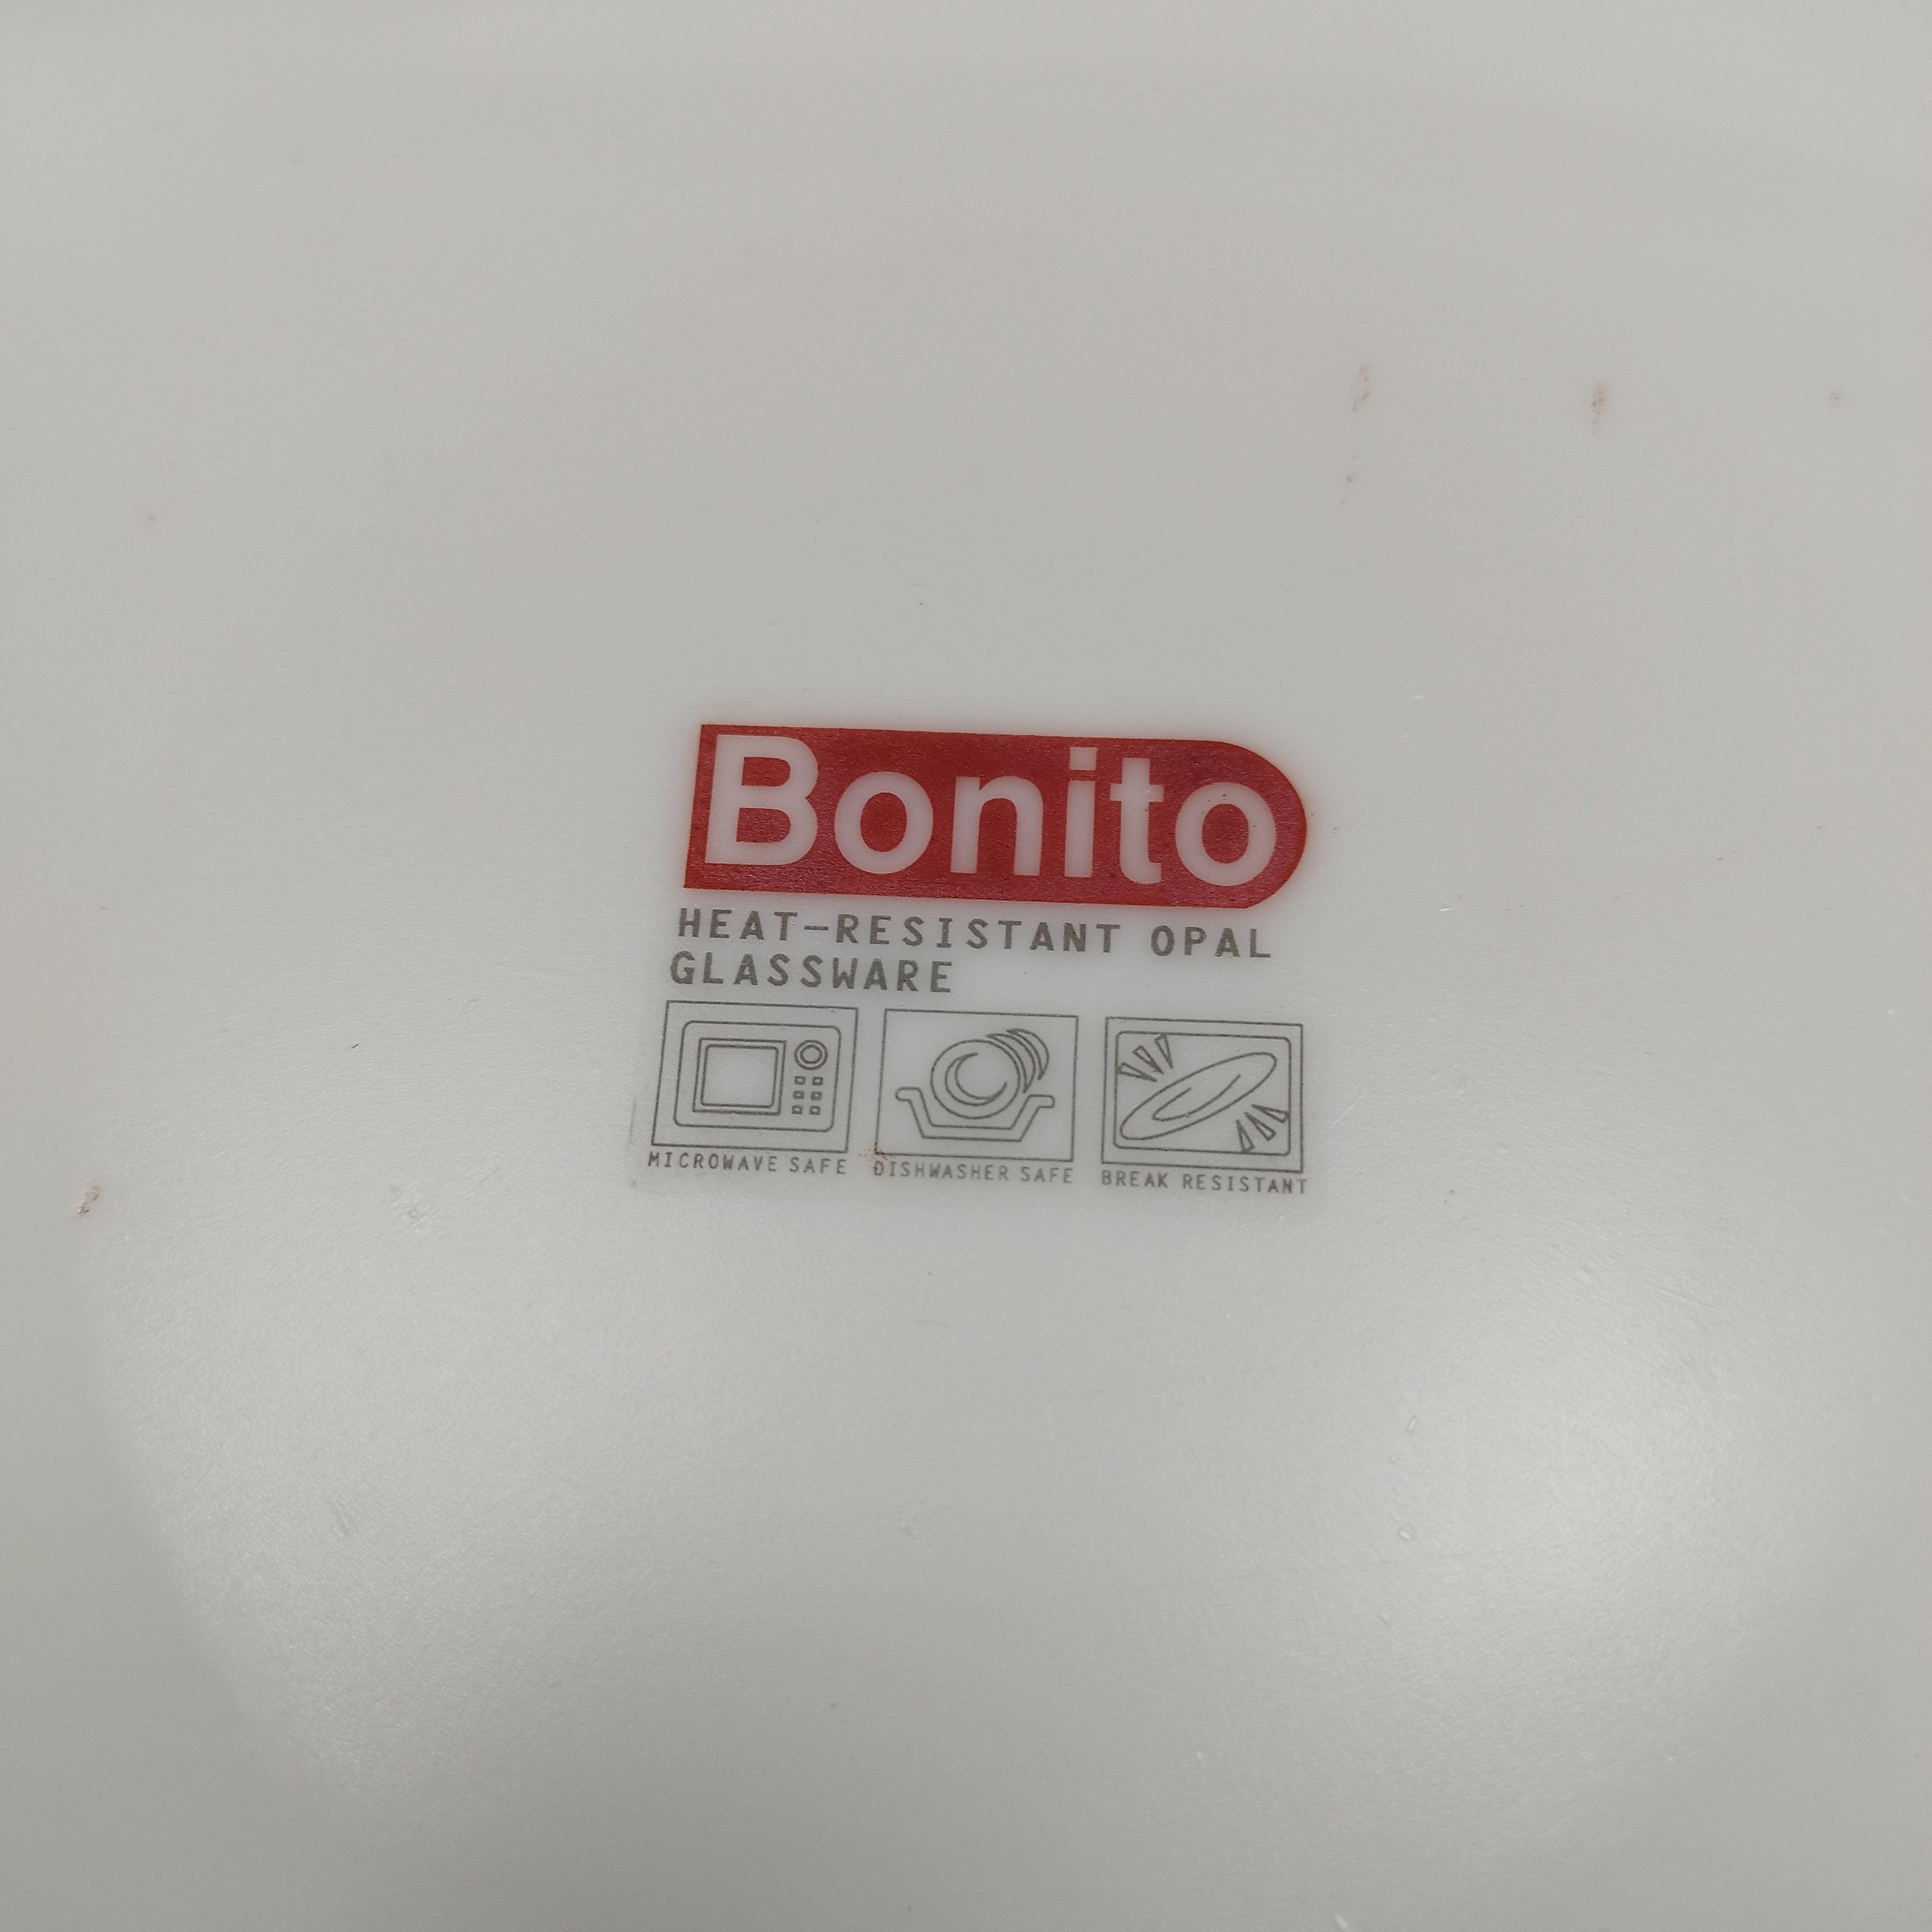 Bonito
HEAT-RESISTANT OPAL
GLASSWARE
MICROWAVE SAFE DISHWASHER SAFE BREAK RESISTANT